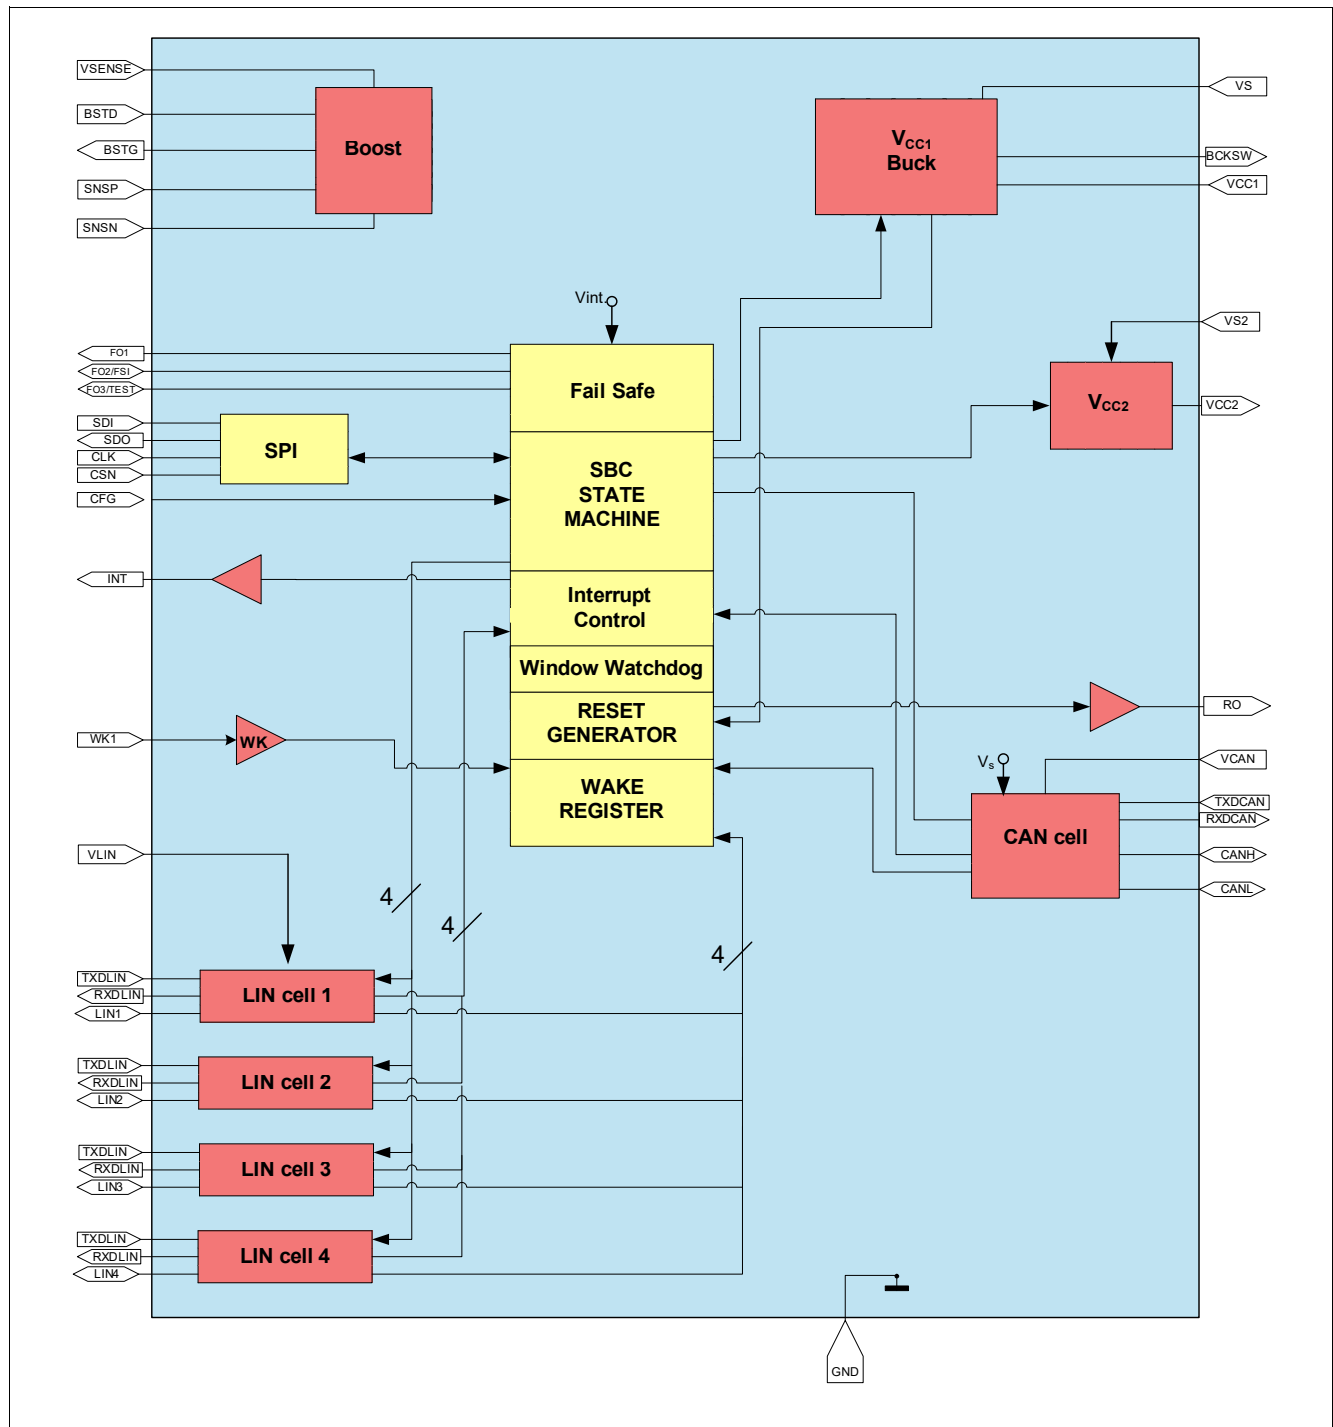 VSENSE
BSTD
BSTG
SNSP
SNSN
Boost
V_CC1
Buck
VS
BCKSW
VCC1
Vint.
VS2
V_CC2
VCC2
FO1
FO2/FSI
FO3/TEST
SDI
SDO
CLK
CSN
CFG
SPI
Fail Safe
SBC
STATE
MACHINE
INT
Interrupt
Control
Window Watchdog
RESET
GENERATOR
RO
WK1
WK
WAKE
REGISTER
V_s
VCAN
TXDCAN
RXDCAN
CANH
CANL
CAN cell
VLIN
4
4
4
TXDLIN
RXDLIN
LIN1
LIN cell 1
TXDLIN
RXDLIN
LIN2
LIN cell 2
TXDLIN
RXDLIN
LIN3
LIN cell 3
TXDLIN
RXDLIN
LIN4
LIN cell 4
GND